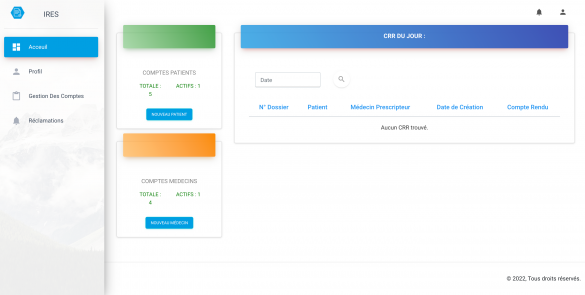 IRES
Acceuil
Profil
Gestion Des Comptes
Réclamations
COMPTES PATIENTS
TOTALE : ACTIFS : 1
5
NOUVEAU PATIENT
COMPTES MEDECINS
TOTALE : ACTIFS : 1
4
NOUVEAU MÉDECIN
CRR DU JOUR :
Date
N° Dossier Patient Médecin Prescripteur Date de Création Compte Rendu
Aucun CRR trouvé.
© 2022, Tous droits réservés.